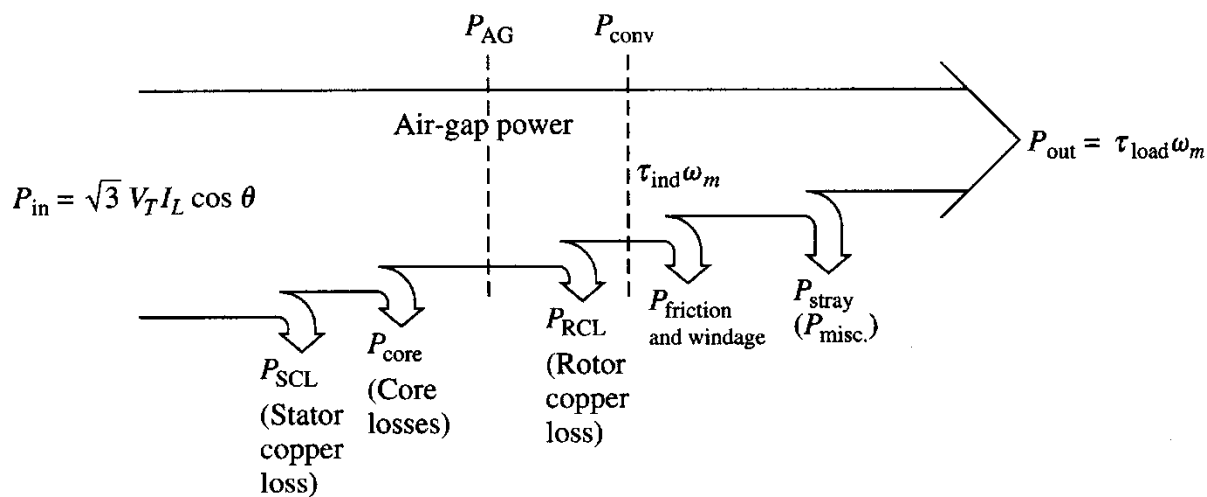 P_AG
P_conv
Air-gap power
P_out = τ_load ω_m
τ_ind ω_m
P_in = √3 V_T I_L cos θ
P_SCL
(Stator
copper
loss)
P_core
(Core
losses)
P_RCL
(Rotor
copper
loss)
P_friction
and windage
P_stray
(P_misc.)